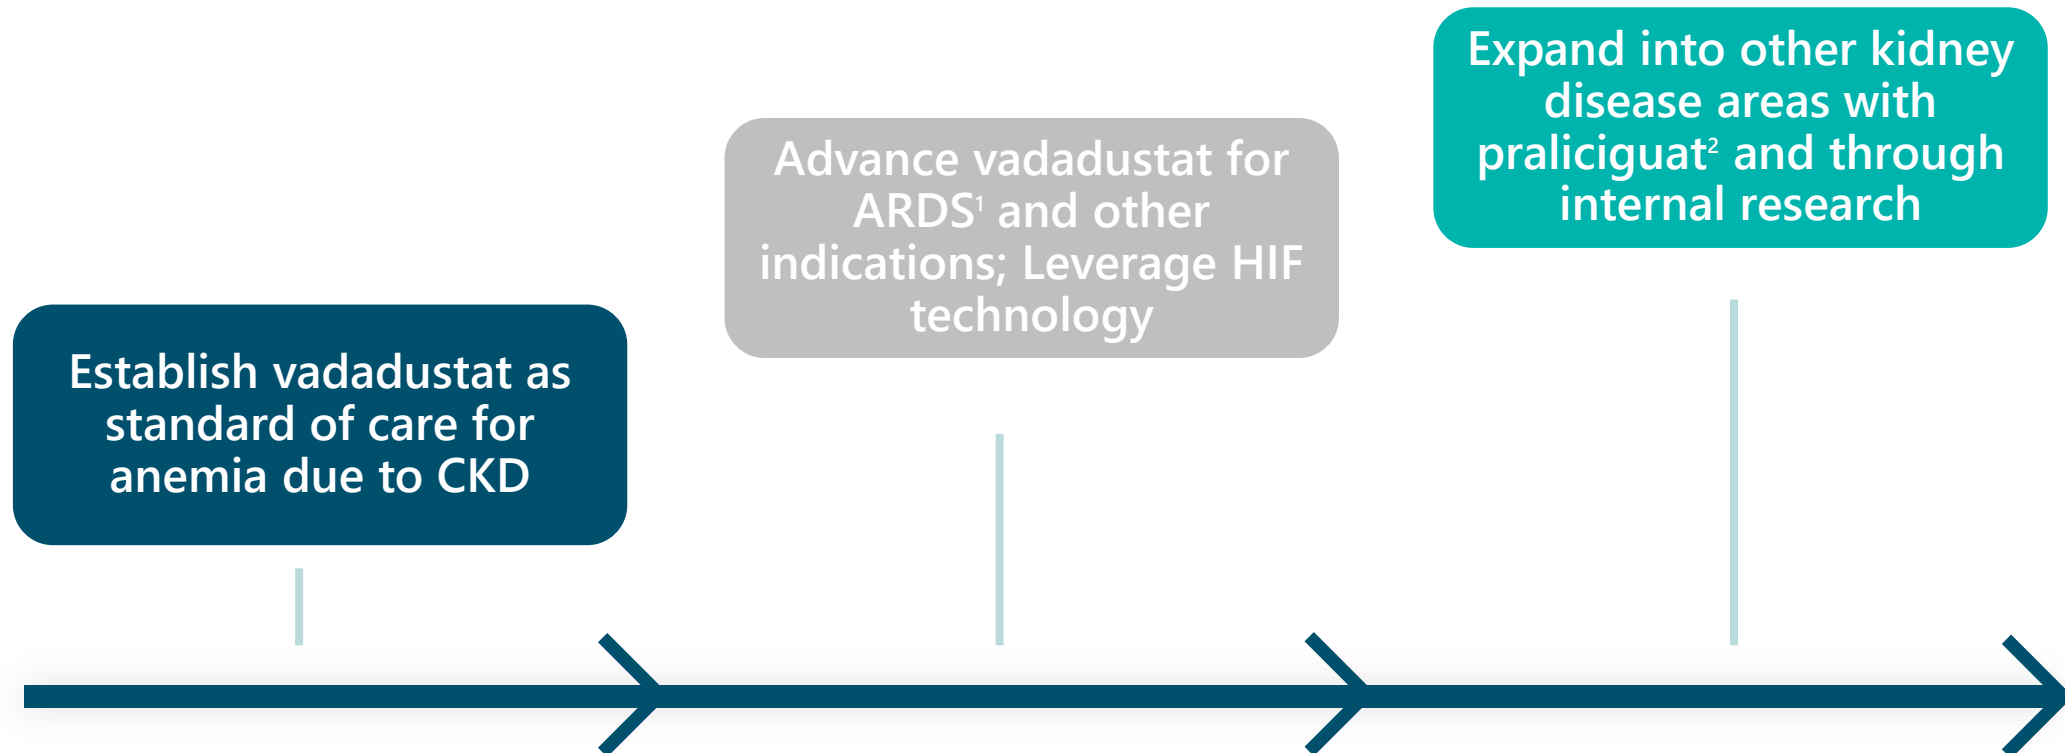 Establish vadadustat as
standard of care for
anemia due to CKD
Advance vadadustat for
ARDS¹ and other
indications; Leverage HIF
technology
Expand into other kidney
disease areas with
praliciguat² and through
internal research